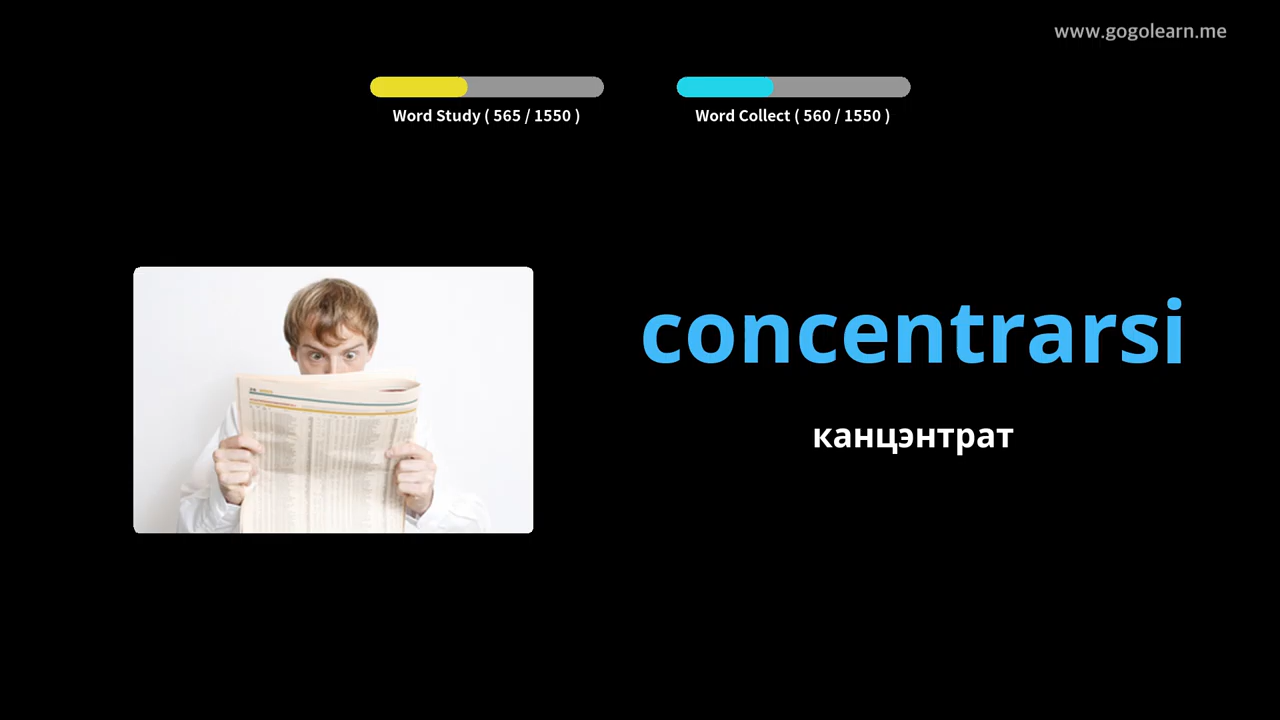 www.gogolearn.me
Word Study ( 565 / 1550 )
Word Collect ( 560 / 1550 )
concentrarsi
канцэнтрат